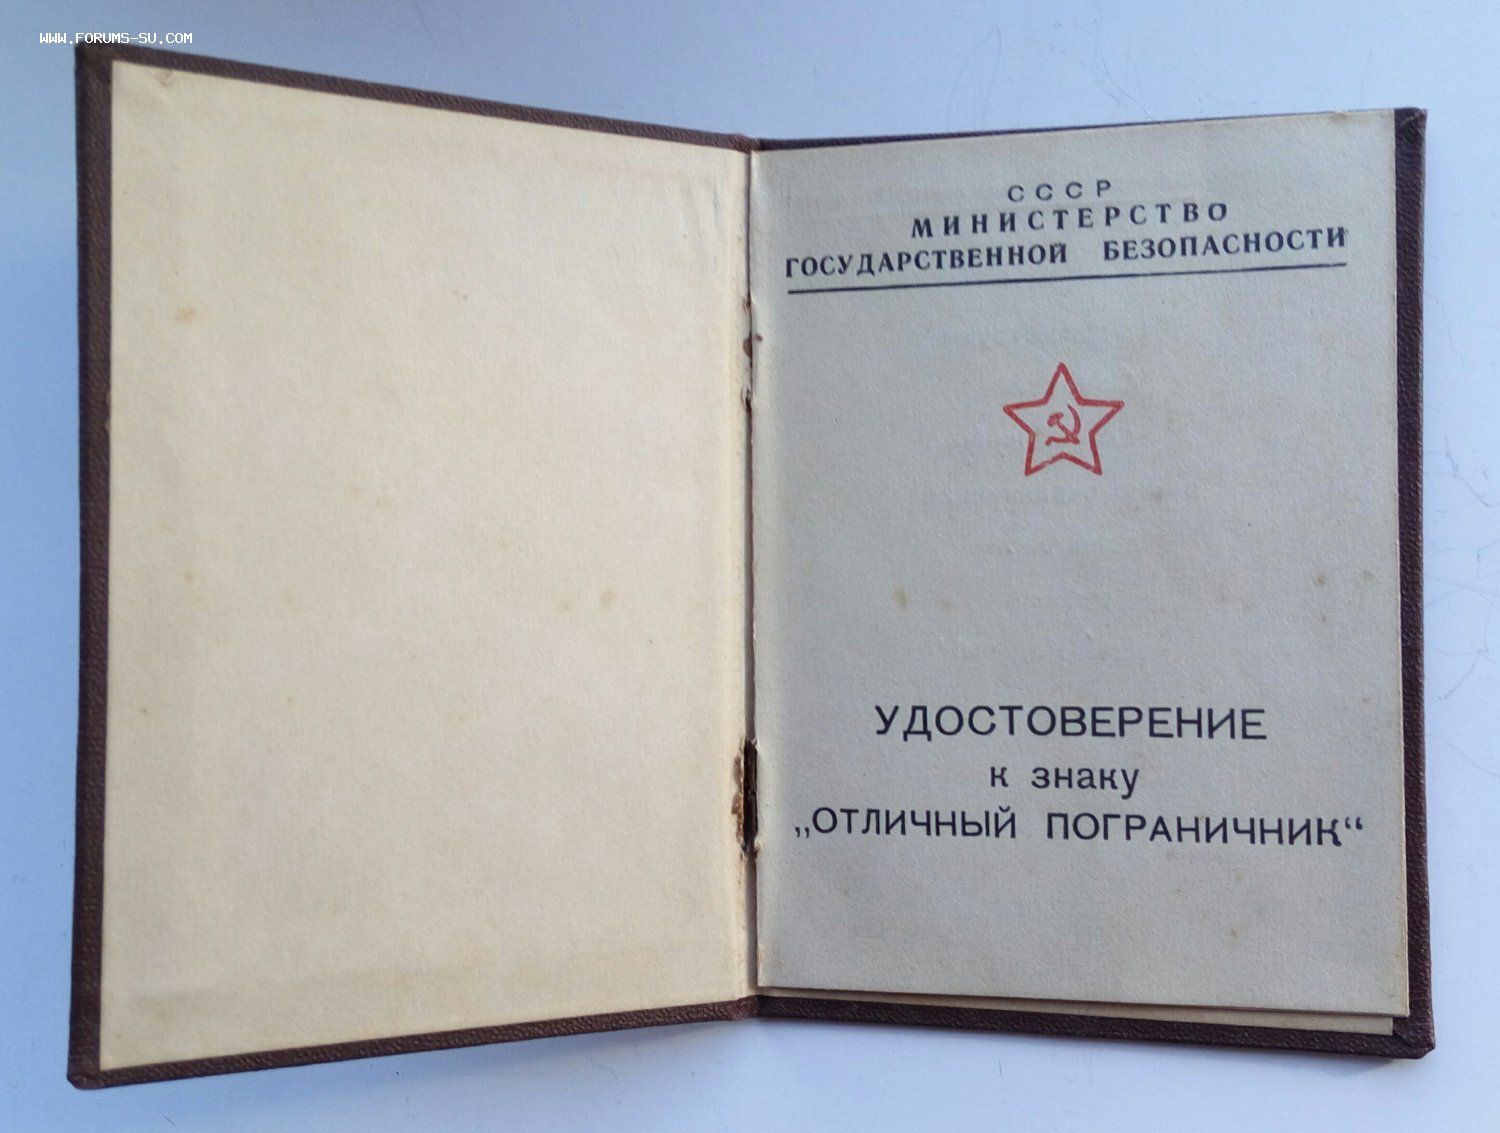 WWW.FORUMS-SU.COM
СССР
МИНИСТЕРСТВО
ГОСУДАРСТВЕННОЙ БЕЗОПАСНОСТИ
УДОСТОВЕРЕНИЕ
к знаку
„ОТЛИЧНЫЙ ПОГРАНИЧНИК“